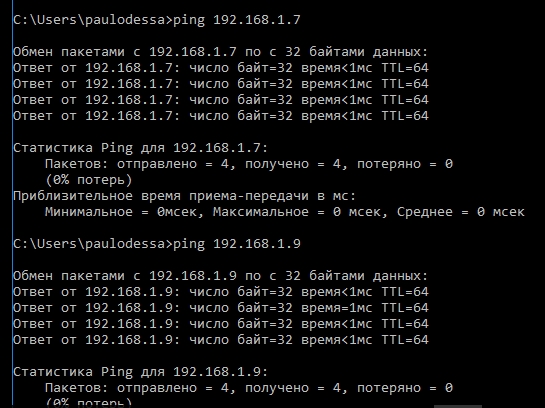 C:\Users\paulodessa>ping 192.168.1.7
Обмен пакетами с 192.168.1.7 по с 32 байтами данных:
Ответ от 192.168.1.7: число байт=32 время<1мс TTL=64
Ответ от 192.168.1.7: число байт=32 время<1мс TTL=64
Ответ от 192.168.1.7: число байт=32 время<1мс TTL=64
Ответ от 192.168.1.7: число байт=32 время<1мс TTL=64
Статистика Ping для 192.168.1.7:
Пакетов: отправлено = 4, получено = 4, потеряно = 0
(0% потерь)
Приблизительное время приема-передачи в мс:
Минимальное = 0мсек, Максимальное = 0 мсек, Среднее = 0 мсек
C:\Users\paulodessa>ping 192.168.1.9
Обмен пакетами с 192.168.1.9 по с 32 байтами данных:
Ответ от 192.168.1.9: число байт=32 время<1мс TTL=64
Ответ от 192.168.1.9: число байт=32 время=1мс TTL=64
Ответ от 192.168.1.9: число байт=32 время<1мс TTL=64
Ответ от 192.168.1.9: число байт=32 время<1мс TTL=64
Статистика Ping для 192.168.1.9:
Пакетов: отправлено = 4, получено = 4, потеряно = 0
(0% потерь)